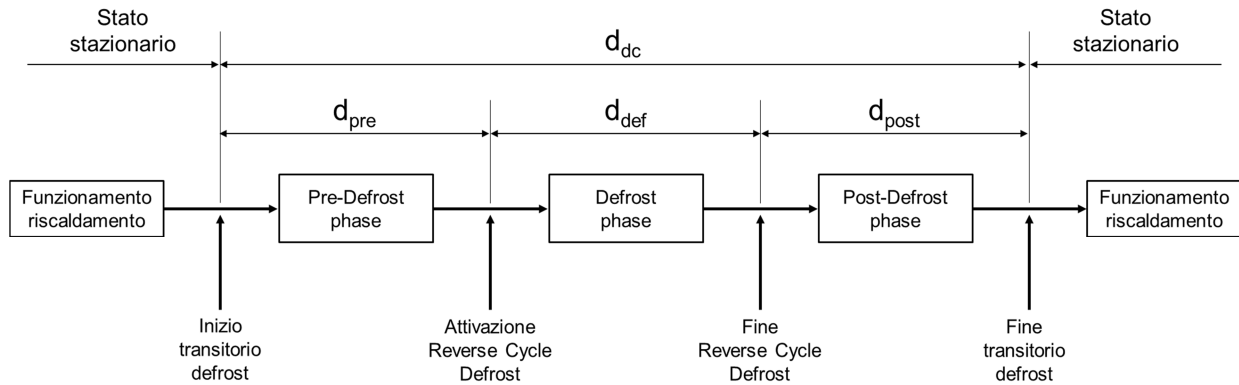 Stato
stazionario
d_dc
Stato
stazionario
d_pre
d_def
d_post
Funzionamento
riscaldamento
Pre-Defrost
phase
Defrost
phase
Post-Defrost
phase
Funzionamento
riscaldamento
Inizio
transitorio
defrost
Attivazione
Reverse Cycle
Defrost
Fine
Reverse Cycle
Defrost
Fine
transitorio
defrost